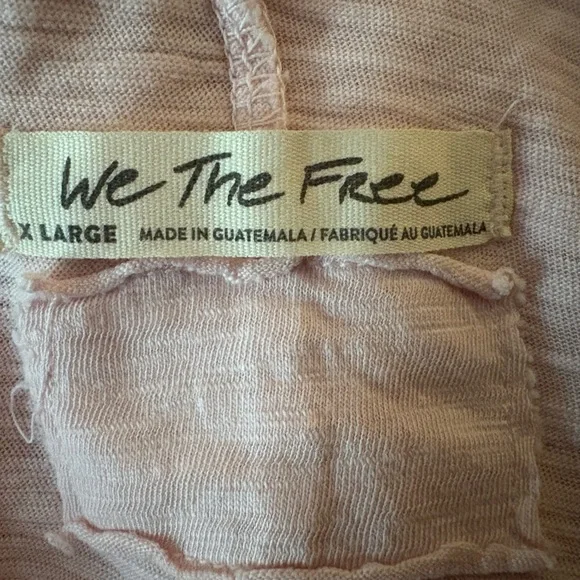 We The Free
X LARGE MADE IN GUATEMALA / FABRIQUÉ AU GUATEMALA